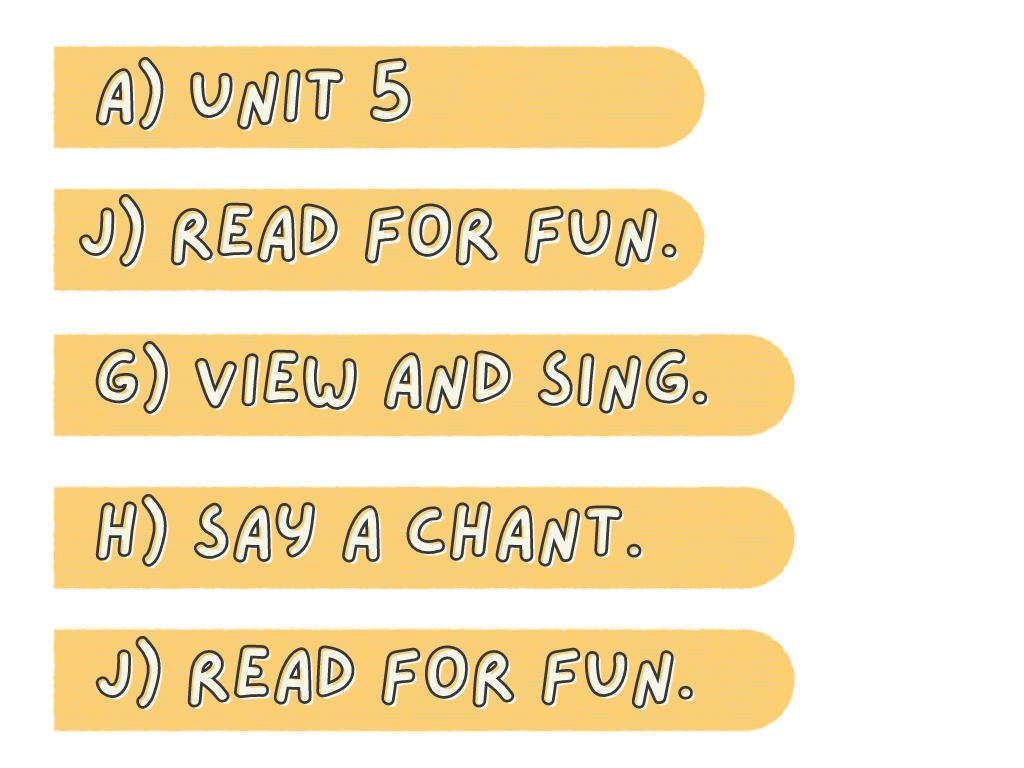 A) UNIT 5
J) READ FOR FUN.
G) VIEW AND SING.
H) SAY A CHANT.
J) READ FOR FUN.